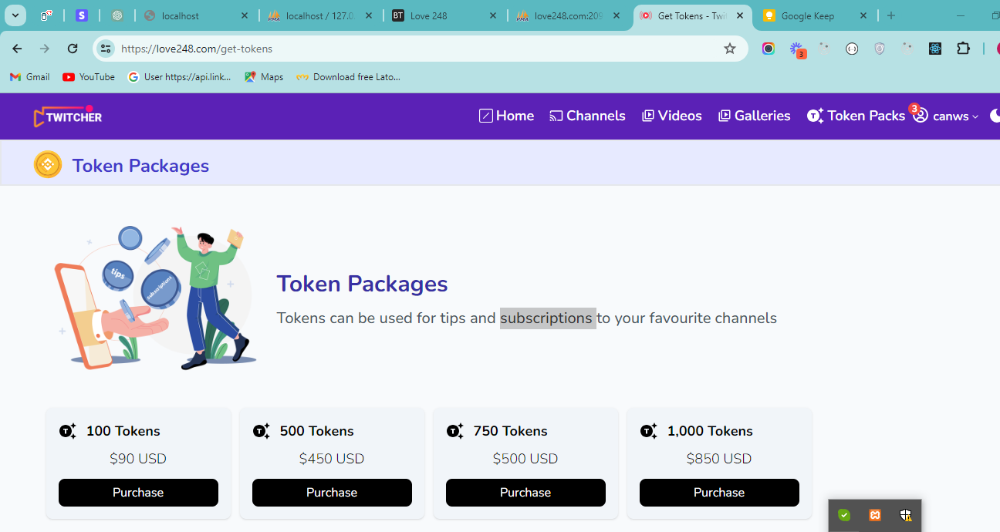 localhost
localhost / 127.0.
BT
Love 248
love248.com:209
Get Tokens - Twi
Google Keep
https://love248.com/get-tokens
3
Gmail
YouTube
User https://api.link...
Maps
Download free Lato...
TWITCHER
Home
Channels
Videos
Galleries
Token Packs
3
canws
Token Packages
tips
subscriptions
Token Packages
Tokens can be used for tips and subscriptions to your favourite channels
100 Tokens
500 Tokens
750 Tokens
1,000 Tokens
$90 USD
$450 USD
$500 USD
$850 USD
Purchase
Purchase
Purchase
Purchase